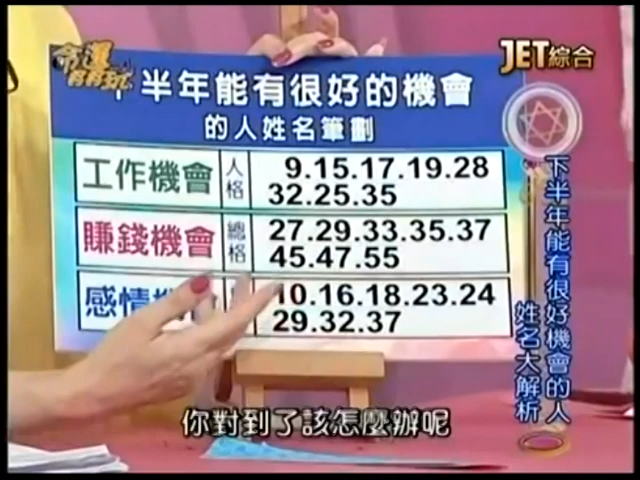 命運好好玩
JET綜合
下半年能有很好的機會
的人姓名筆劃
工作機會
人格
9.15.17.19.28
32.25.35
賺錢機會
總格
27.29.33.35.37
45.47.55
感情
10.16.18.23.24
29.32.37
下半年能有很好機會的人
姓名大解析
你對到了該怎麼辦呢